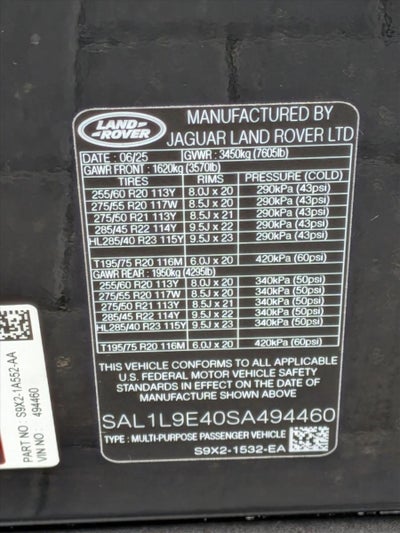 LAND ROVER
MANUFACTURED BY
JAGUAR LAND ROVER LTD
DATE : 06/25 GVWR: 3450kg (7605lb)
GAWR FRONT : 1620kg (3570lb)
TIRES RIMS PRESSURE (COLD)
255/60 R20 113Y 8.0J x 20 290kPa (43psi)
275/55 R20 117W 8.5J x 20 290kPa (43psi)
275/50 R21 113Y 8.5J x 21 290kPa (43psi)
285/45 R22 114Y 9.5J x 22 290kPa (43psi)
HL285/40 R23 115Y 9.5J x 23 290kPa (43psi)
T195/75 R20 116M 6.0J x 20 420kPa (60psi)
GAWR REAR : 1950kg (4295lb)
255/60 R20 113Y 8.0J x 20 340kPa (50psi)
275/55 R20 117W 8.5J x 20 340kPa (50psi)
275/50 R21 113Y 8.5J x 21 340kPa (50psi)
285/45 R22 114Y 9.5J x 22 340kPa (50psi)
HL285/40 R23 115Y 9.5J x 23 340kPa (50psi)
T195/75 R20 116M 6.0J x 20 420kPa (60psi)
THIS VEHICLE CONFORMS TO ALL APPLICABLE
U.S. FEDERAL MOTOR VEHICLE SAFETY
STANDARDS IN EFFECT ON THE DATE OF
MANUFACTURE SHOWN ABOVE.
SAL1L9E40SA494460
TYPE : MULTI-PURPOSE PASSENGER VEHICLE
S9X2-1532-EA
S9X2-1A552-AA
VIN NO : 494460